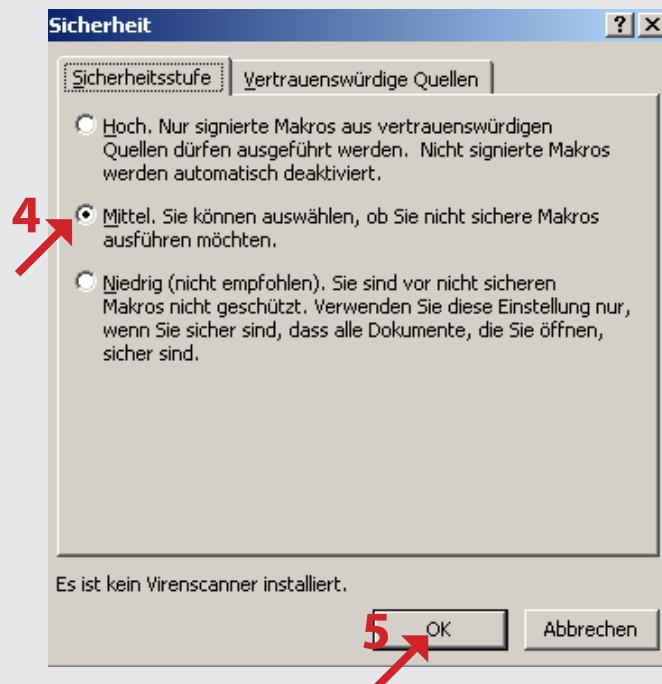 Sicherheit
Sicherheitsstufe Vertrauenswürdige Quellen
Hoch. Nur signierte Makros aus vertrauenswürdigen
Quellen dürfen ausgeführt werden. Nicht signierte Makros
werden automatisch deaktiviert.
4 Mittel. Sie können auswählen, ob Sie nicht sichere Makros
ausführen möchten.
Niedrig (nicht empfohlen). Sie sind vor nicht sicheren
Makros nicht geschützt. Verwenden Sie diese Einstellung nur,
wenn Sie sicher sind, dass alle Dokumente, die Sie öffnen,
sicher sind.
Es ist kein Virenscanner installiert.
5 OK Abbrechen